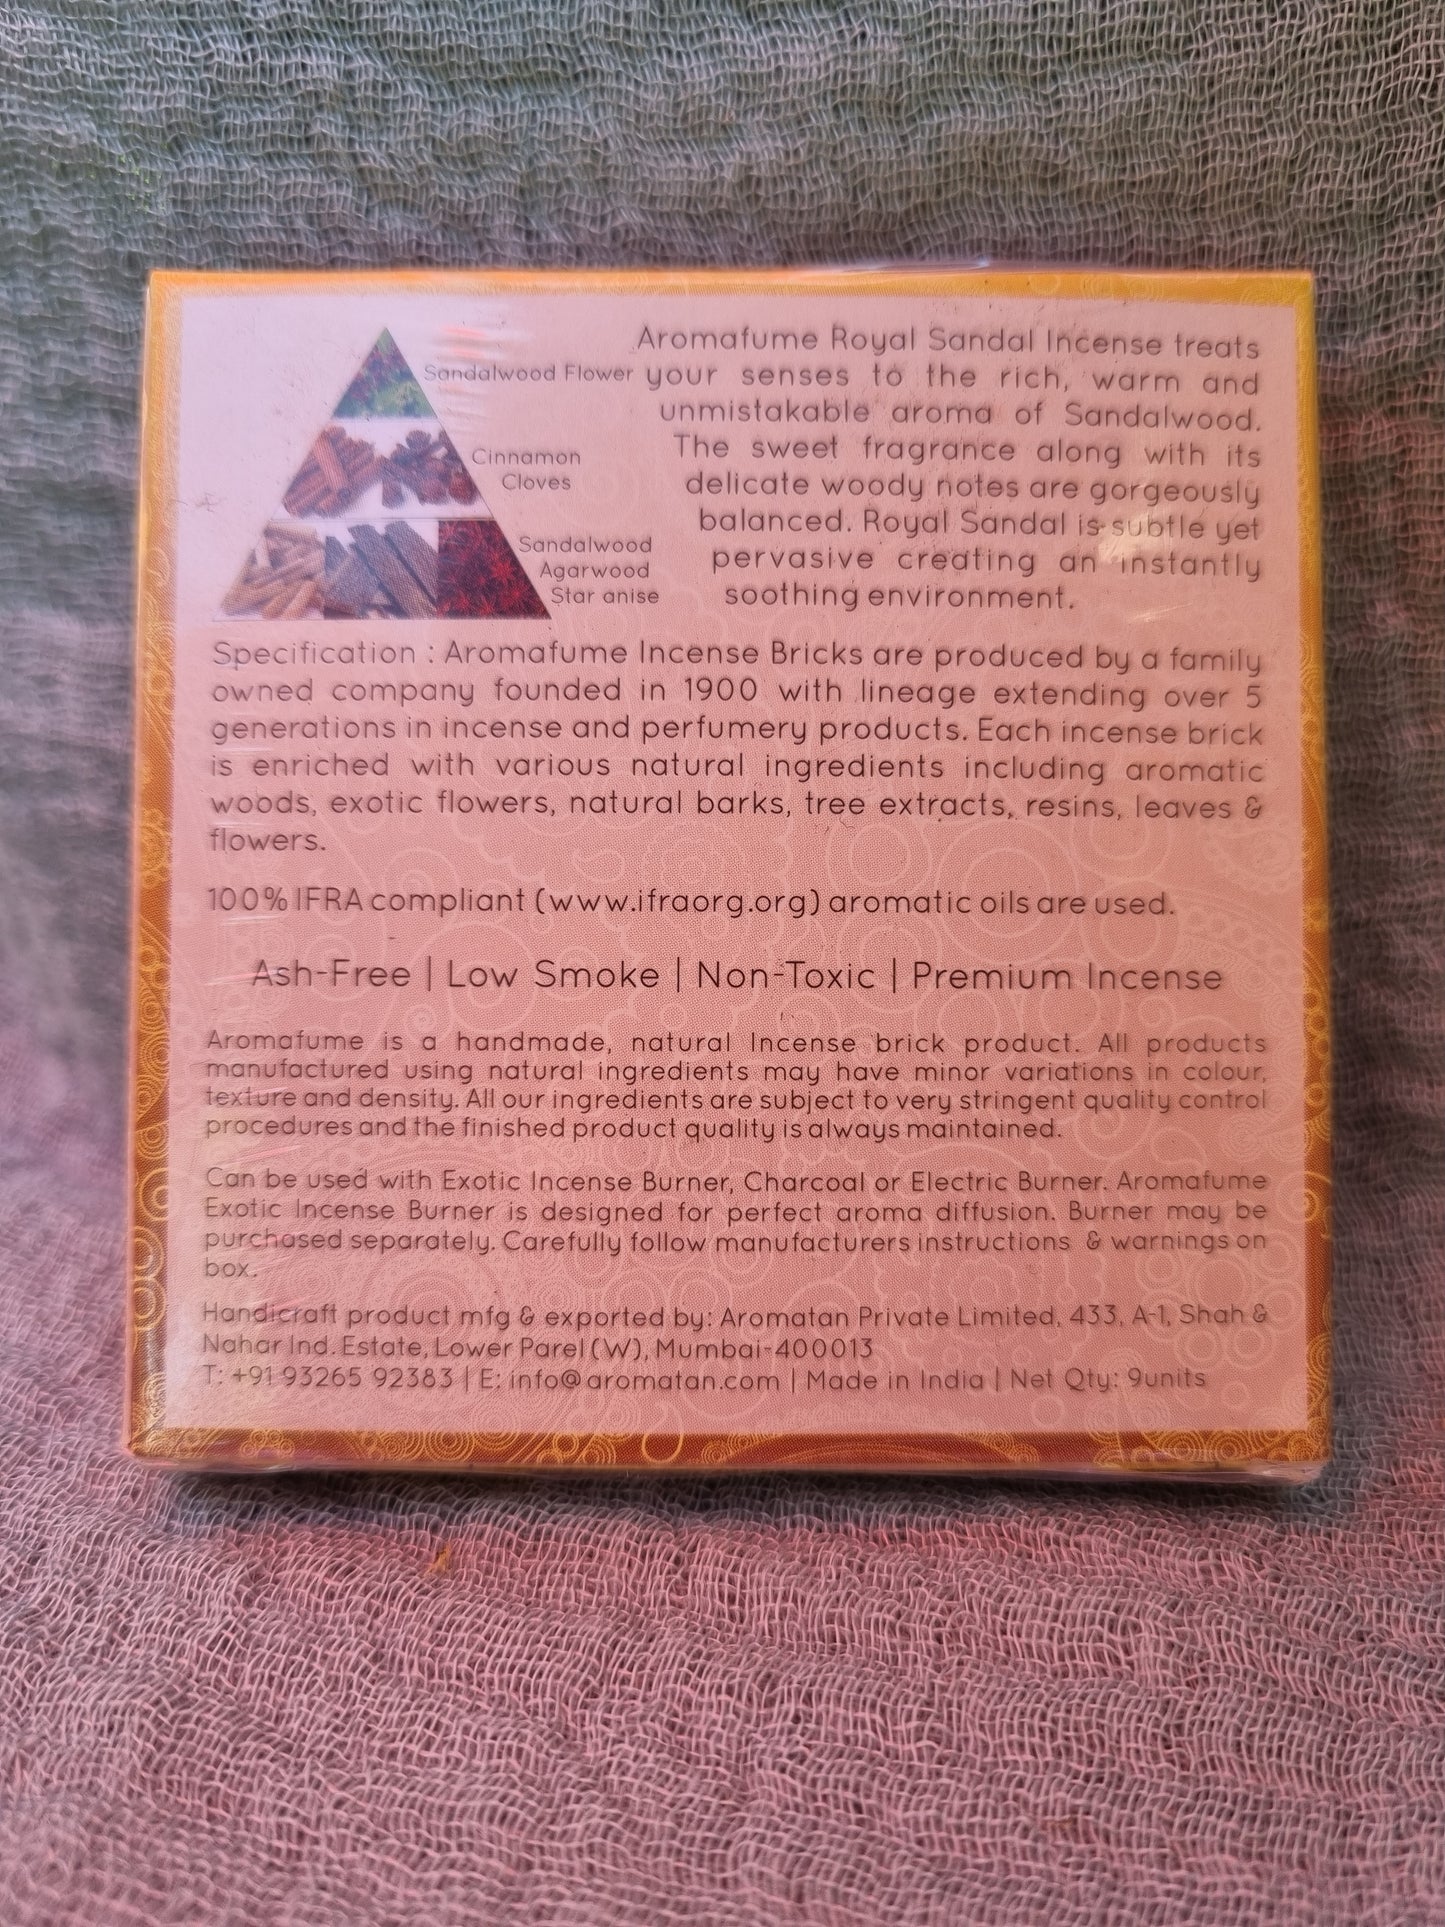 Sandalwood Flower
Cinnamon
Cloves
Sandalwood
Agarwood
Star anise
Aromafume Royal Sandal Incense treats
your senses to the rich, warm and
unmistakable aroma of Sandalwood.
The sweet fragrance along with its
delicate woody notes are gorgeously
balanced. Royal Sandal is subtle yet
pervasive creating an instantly
soothing environment.
Specification : Aromafume Incense Bricks are produced by a family
owned company founded in 1900 with lineage extending over 5
generations in incense and perfumery products. Each incense brick
is enriched with various natural ingredients including aromatic
woods, exotic flowers, natural barks, tree extracts, resins, leaves &
flowers.
100% IFRA compliant (www.ifraorg.org) aromatic oils are used.
Ash-Free | Low Smoke | Non-Toxic | Premium Incense
Aromafume is a handmade, natural Incense brick product. All products
manufactured using natural ingredients may have minor variations in colour,
texture and density. All our ingredients are subject to very stringent quality control
procedures and the finished product quality is always maintained.
Can be used with Exotic Incense Burner, Charcoal or Electric Burner. Aromafume
Exotic Incense Burner is designed for perfect aroma diffusion. Burner may be
purchased separately. Carefully follow manufacturers instructions & warnings on
box.
Handicraft product mfg & exported by: Aromatan Private Limited, 433, A-1, Shah &
Nahar Ind. Estate, Lower Parel (W), Mumbai-400013
T: +91 93265 92383 | E: info@aromatan.com | Made in India | Net Qty: 9units